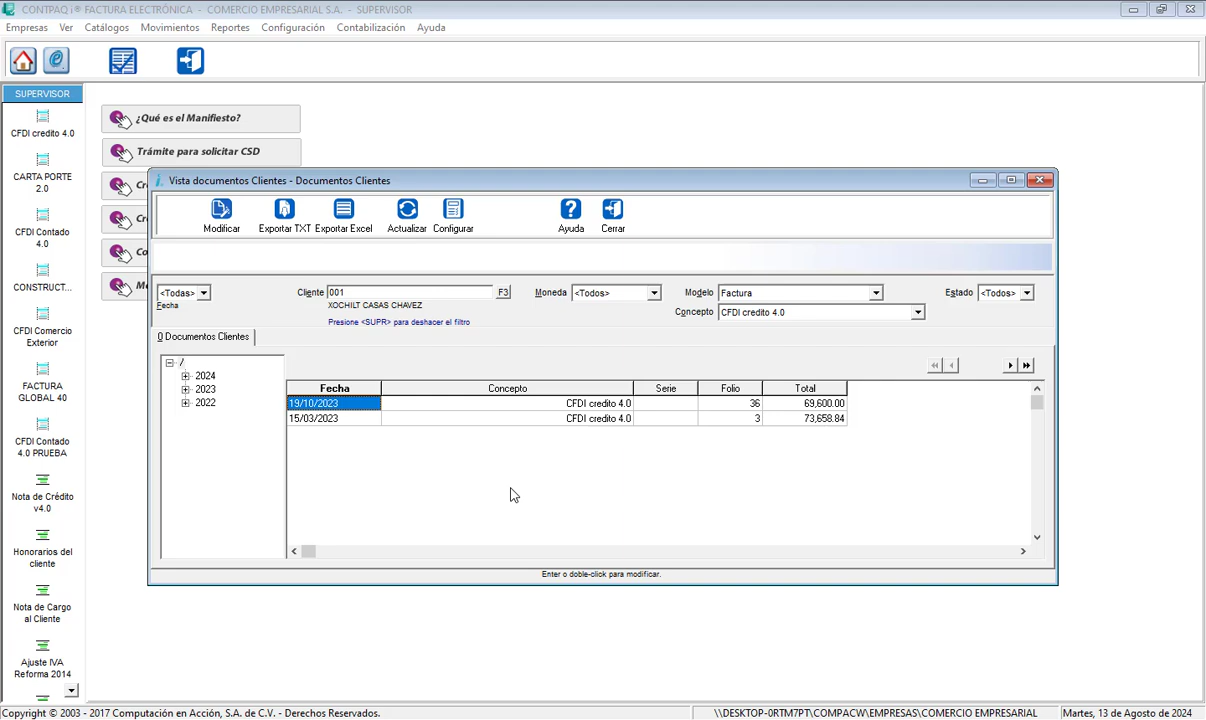 CONTPAQ i® FACTURA ELECTRÓNICA - COMERCIO EMPRESARIAL S.A. - SUPERVISOR
Empresas Ver Catálogos Movimientos Reportes Configuración Contabilización Ayuda
SUPERVISOR
CFDI credito 4.0
CARTA PORTE
2.0
CFDI Contado
4.0
CONSTRUCT...
CFDI Comercio
Exterior
FACTURA
GLOBAL 40
CFDI Contado
4.0 PRUEBA
Nota de Crédito
v4.0
Honorarios del
cliente
Nota de Cargo
al Cliente
Ajuste IVA
Reforma 2014
¿Qué es el Manifiesto?
Trámite para solicitar CSD
Vista documentos Clientes - Documentos Clientes
Modificar Exportar TXT Exportar Excel Actualizar Configurar Ayuda Cerrar
<Todas> Cliente 001 F3 Moneda <Todos> Modelo Factura Estado <Todos>
Fecha XOCHILT CASAS CHAVEZ Concepto CFDI credito 4.0
Presione <SUPR> para deshacer el filtro
0 Documentos Clientes
/
2024
2023
2022
Fecha Concepto Serie Folio Total
19/10/2023 CFDI credito 4.0 36 69,600.00
15/03/2023 CFDI credito 4.0 3 73,658.84
Enter o doble-click para modificar.
Copyright © 2003 - 2017 Computación en Acción, S.A. de C.V. - Derechos Reservados. \\DESKTOP-0RTM7PT\COMPACW\EMPRESAS\COMERCIO EMPRESARIAL Martes, 13 de Agosto de 2024